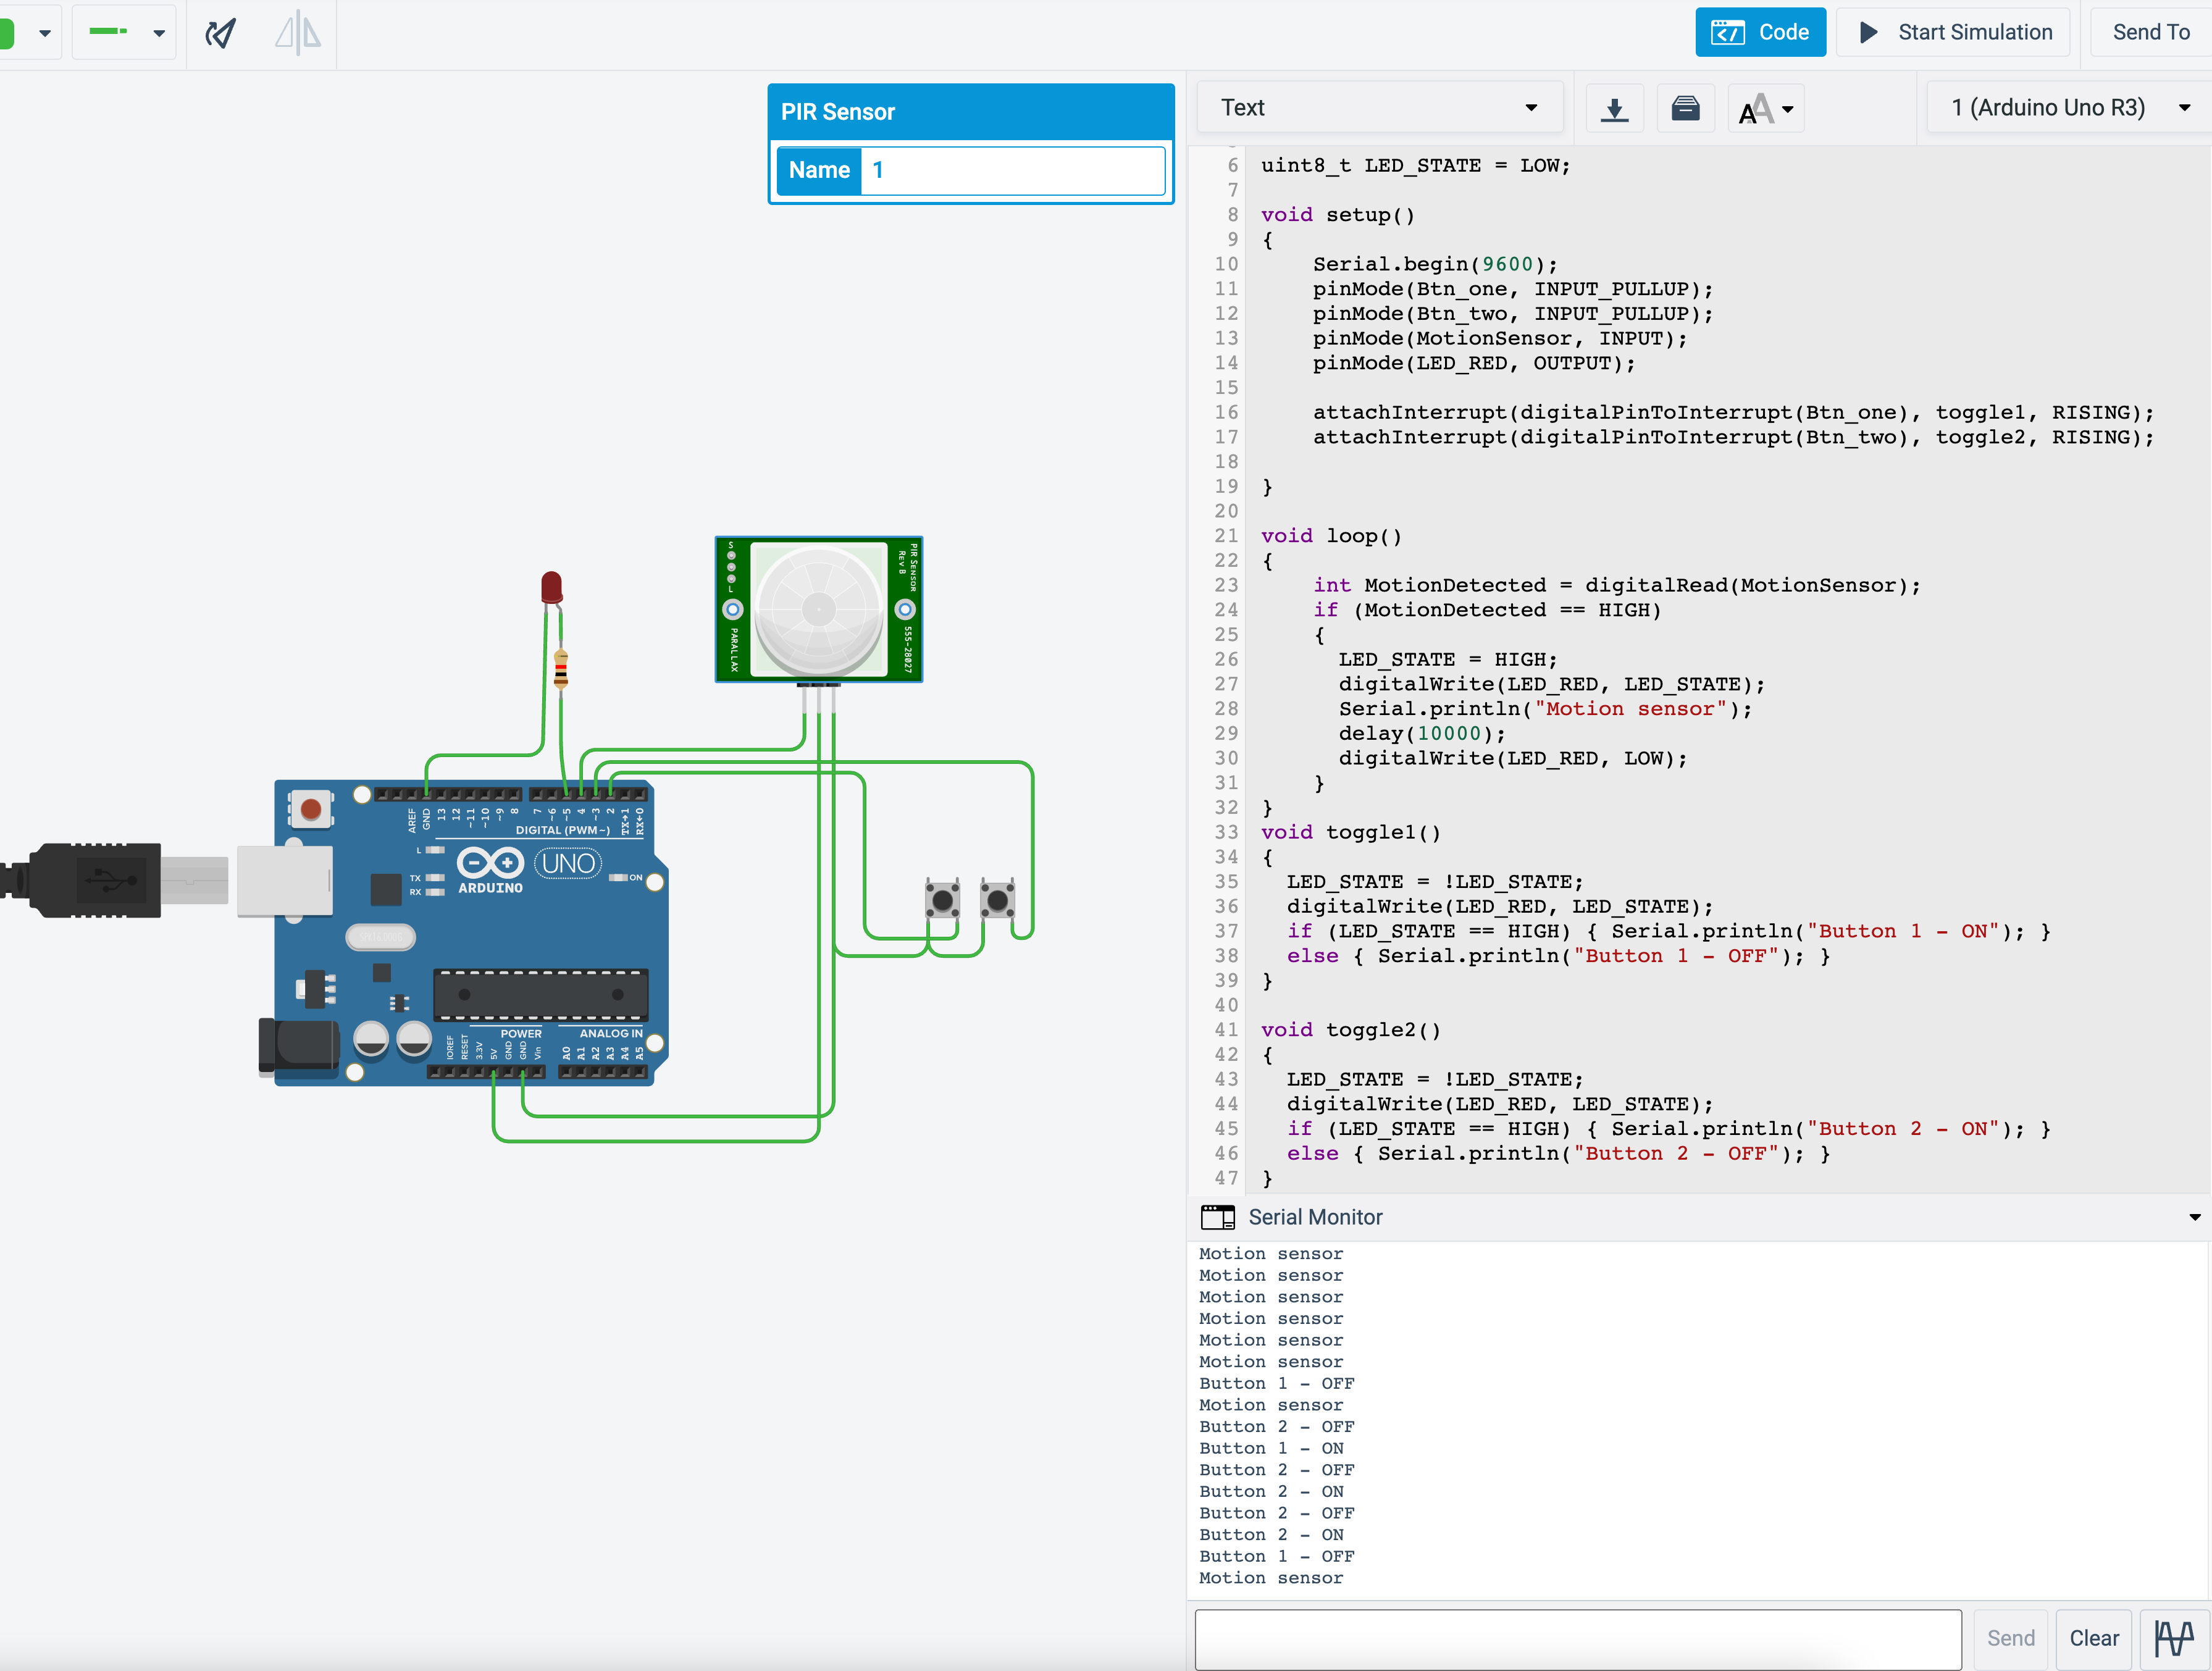 Code
Start Simulation
Send To
PIR Sensor
Name 1
Text
1 (Arduino Uno R3)
6 uint8_t LED_STATE = LOW;
7
8 void setup()
9 {
10 Serial.begin(9600);
11 pinMode(Btn_one, INPUT_PULLUP);
12 pinMode(Btn_two, INPUT_PULLUP);
13 pinMode(MotionSensor, INPUT);
14 pinMode(LED_RED, OUTPUT);
15
16 attachInterrupt(digitalPinToInterrupt(Btn_one), toggle1, RISING);
17 attachInterrupt(digitalPinToInterrupt(Btn_two), toggle2, RISING);
18
19 }
20
21 void loop()
22 {
23 int MotionDetected = digitalRead(MotionSensor);
24 if (MotionDetected == HIGH)
25 {
26 LED_STATE = HIGH;
27 digitalWrite(LED_RED, LED_STATE);
28 Serial.println("Motion sensor");
29 delay(10000);
30 digitalWrite(LED_RED, LOW);
31 }
32 }
33 void toggle1()
34 {
35 LED_STATE = !LED_STATE;
36 digitalWrite(LED_RED, LED_STATE);
37 if (LED_STATE == HIGH) { Serial.println("Button 1 - ON"); }
38 else { Serial.println("Button 1 - OFF"); }
39 }
40
41 void toggle2()
42 {
43 LED_STATE = !LED_STATE;
44 digitalWrite(LED_RED, LED_STATE);
45 if (LED_STATE == HIGH) { Serial.println("Button 2 - ON"); }
46 else { Serial.println("Button 2 - OFF"); }
47 }
Serial Monitor
Motion sensor
Motion sensor
Motion sensor
Motion sensor
Motion sensor
Motion sensor
Button 1 - OFF
Motion sensor
Button 2 - OFF
Button 1 - ON
Button 2 - OFF
Button 2 - ON
Button 2 - OFF
Button 2 - ON
Button 1 - OFF
Motion sensor
Send
Clear
S
L
PIR SENSOR
REV B
PARALLAX
555-28027
AREF
GND
13
12
~11
~10
~9
8
7
~6
~5
4
~3
2
TX→1
RX←0
DIGITAL (PWM~)
L
TX
RX
UNO
ON
ARDUINO
POWER
ANALOG IN
IOREF
RESET
3.3V
5V
GND
GND
Vin
A0
A1
A2
A3
A4
A5